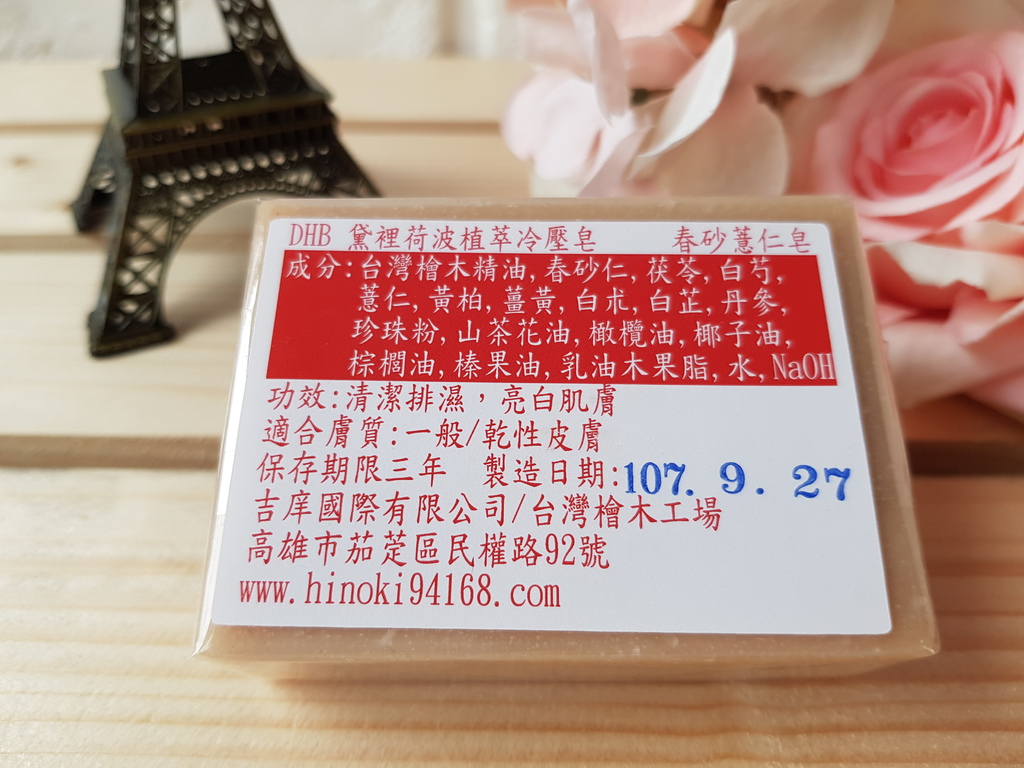 DHB 黛裡荷波植萃冷壓皂 春砂薏仁皂
成分:台灣檜木精油,春砂仁,茯苓,白芍,
薏仁,黃柏,薑黃,白朮,白芷,丹參,
珍珠粉,山茶花油,橄欖油,椰子油,
棕櫚油,榛果油,乳油木果脂,水,NaOH
功效:清潔排濕，亮白肌膚
適合膚質:一般/乾性皮膚
保存期限三年 製造日期:107. 9. 27
吉庠國際有限公司/台灣檜木工場
高雄市茄萣區民權路92號
www.hinoki94168.com